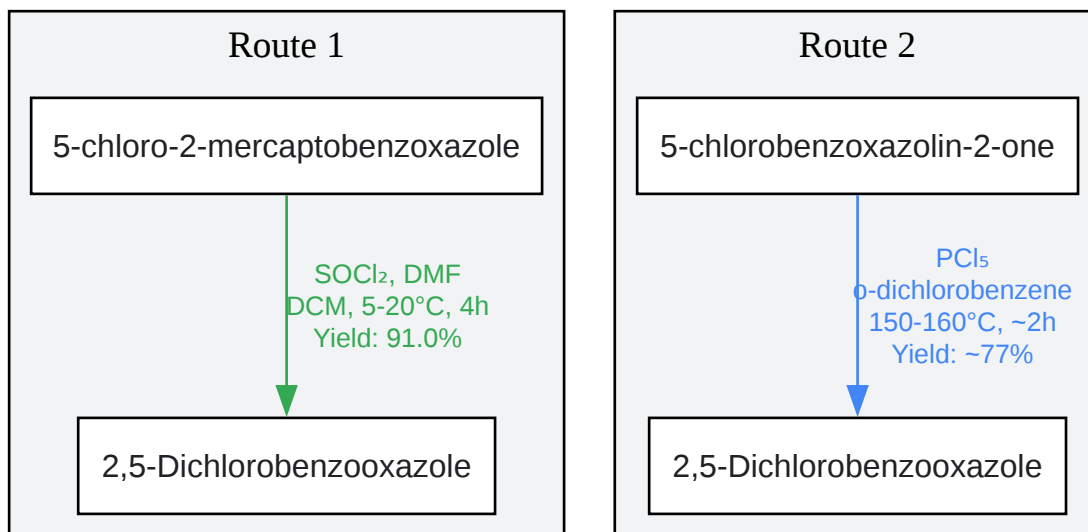 Route 1
5-chloro-2-mercaptobenzoxazole
SOCl₂, DMF
DCM, 5-20°C, 4h
Yield: 91.0%
2,5-Dichlorobenzooxazole
Route 2
5-chlorobenzoxazolin-2-one
PCl₅
o-dichlorobenzene
150-160°C, ~2h
Yield: ~77%
2,5-Dichlorobenzooxazole